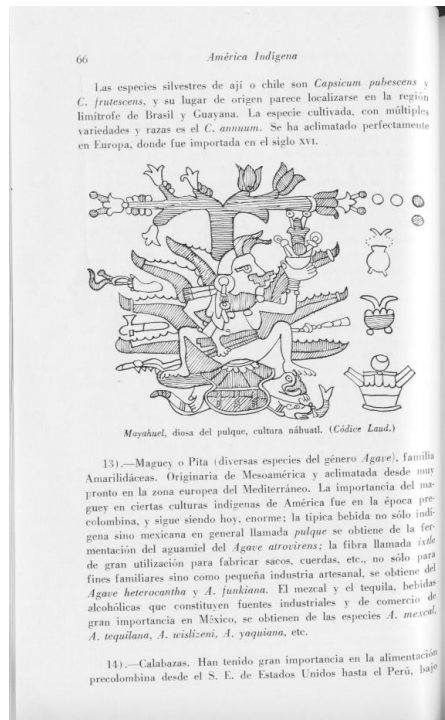 66
América Indígena
Las especies silvestres de ají o chile son Capsicum pubescens y
C. frutescens, y su lugar de origen parece localizarse en la región
limítrofe de Brasil y Guayana. La especie cultivada, con múltiples
variedades y razas es el C. annuum. Se ha aclimatado perfectamente
en Europa, donde fue importada en el siglo XVI.
Mayahuel, diosa del pulque, cultura náhuatl. (Códice Laud.)
13).—Maguey o Pita (diversas especies del género Agave), familia
Amarilidáceas. Originaria de Mesoamérica y aclimatada desde muy
pronto en la zona europea del Mediterráneo. La importancia del ma-
guey en ciertas culturas indígenas de América fue en la época pre-
colombina, y sigue siendo hoy, enorme; la típica bebida no sólo indí-
gena sino mexicana en general llamada pulque se obtiene de la fer-
mentación del aguamiel del Agave atrovirens; la fibra llamada ixtle
de gran utilización para fabricar sacos, cuerdas, etc., no sólo para
fines familiares sino como pequeña industria artesanal, se obtiene del
Agave heterocantha y A. funkiana. El mezcal y el tequila, bebidas
alcohólicas que constituyen fuentes industriales y de comercio de
gran importancia en México, se obtienen de las especies A. mexcal,
A. tequilana, A. wislizeni, A. yaquiana, etc.
14).—Calabazas. Han tenido gran importancia en la alimentación
precolombina desde el S. E. de Estados Unidos hasta el Perú, bajo